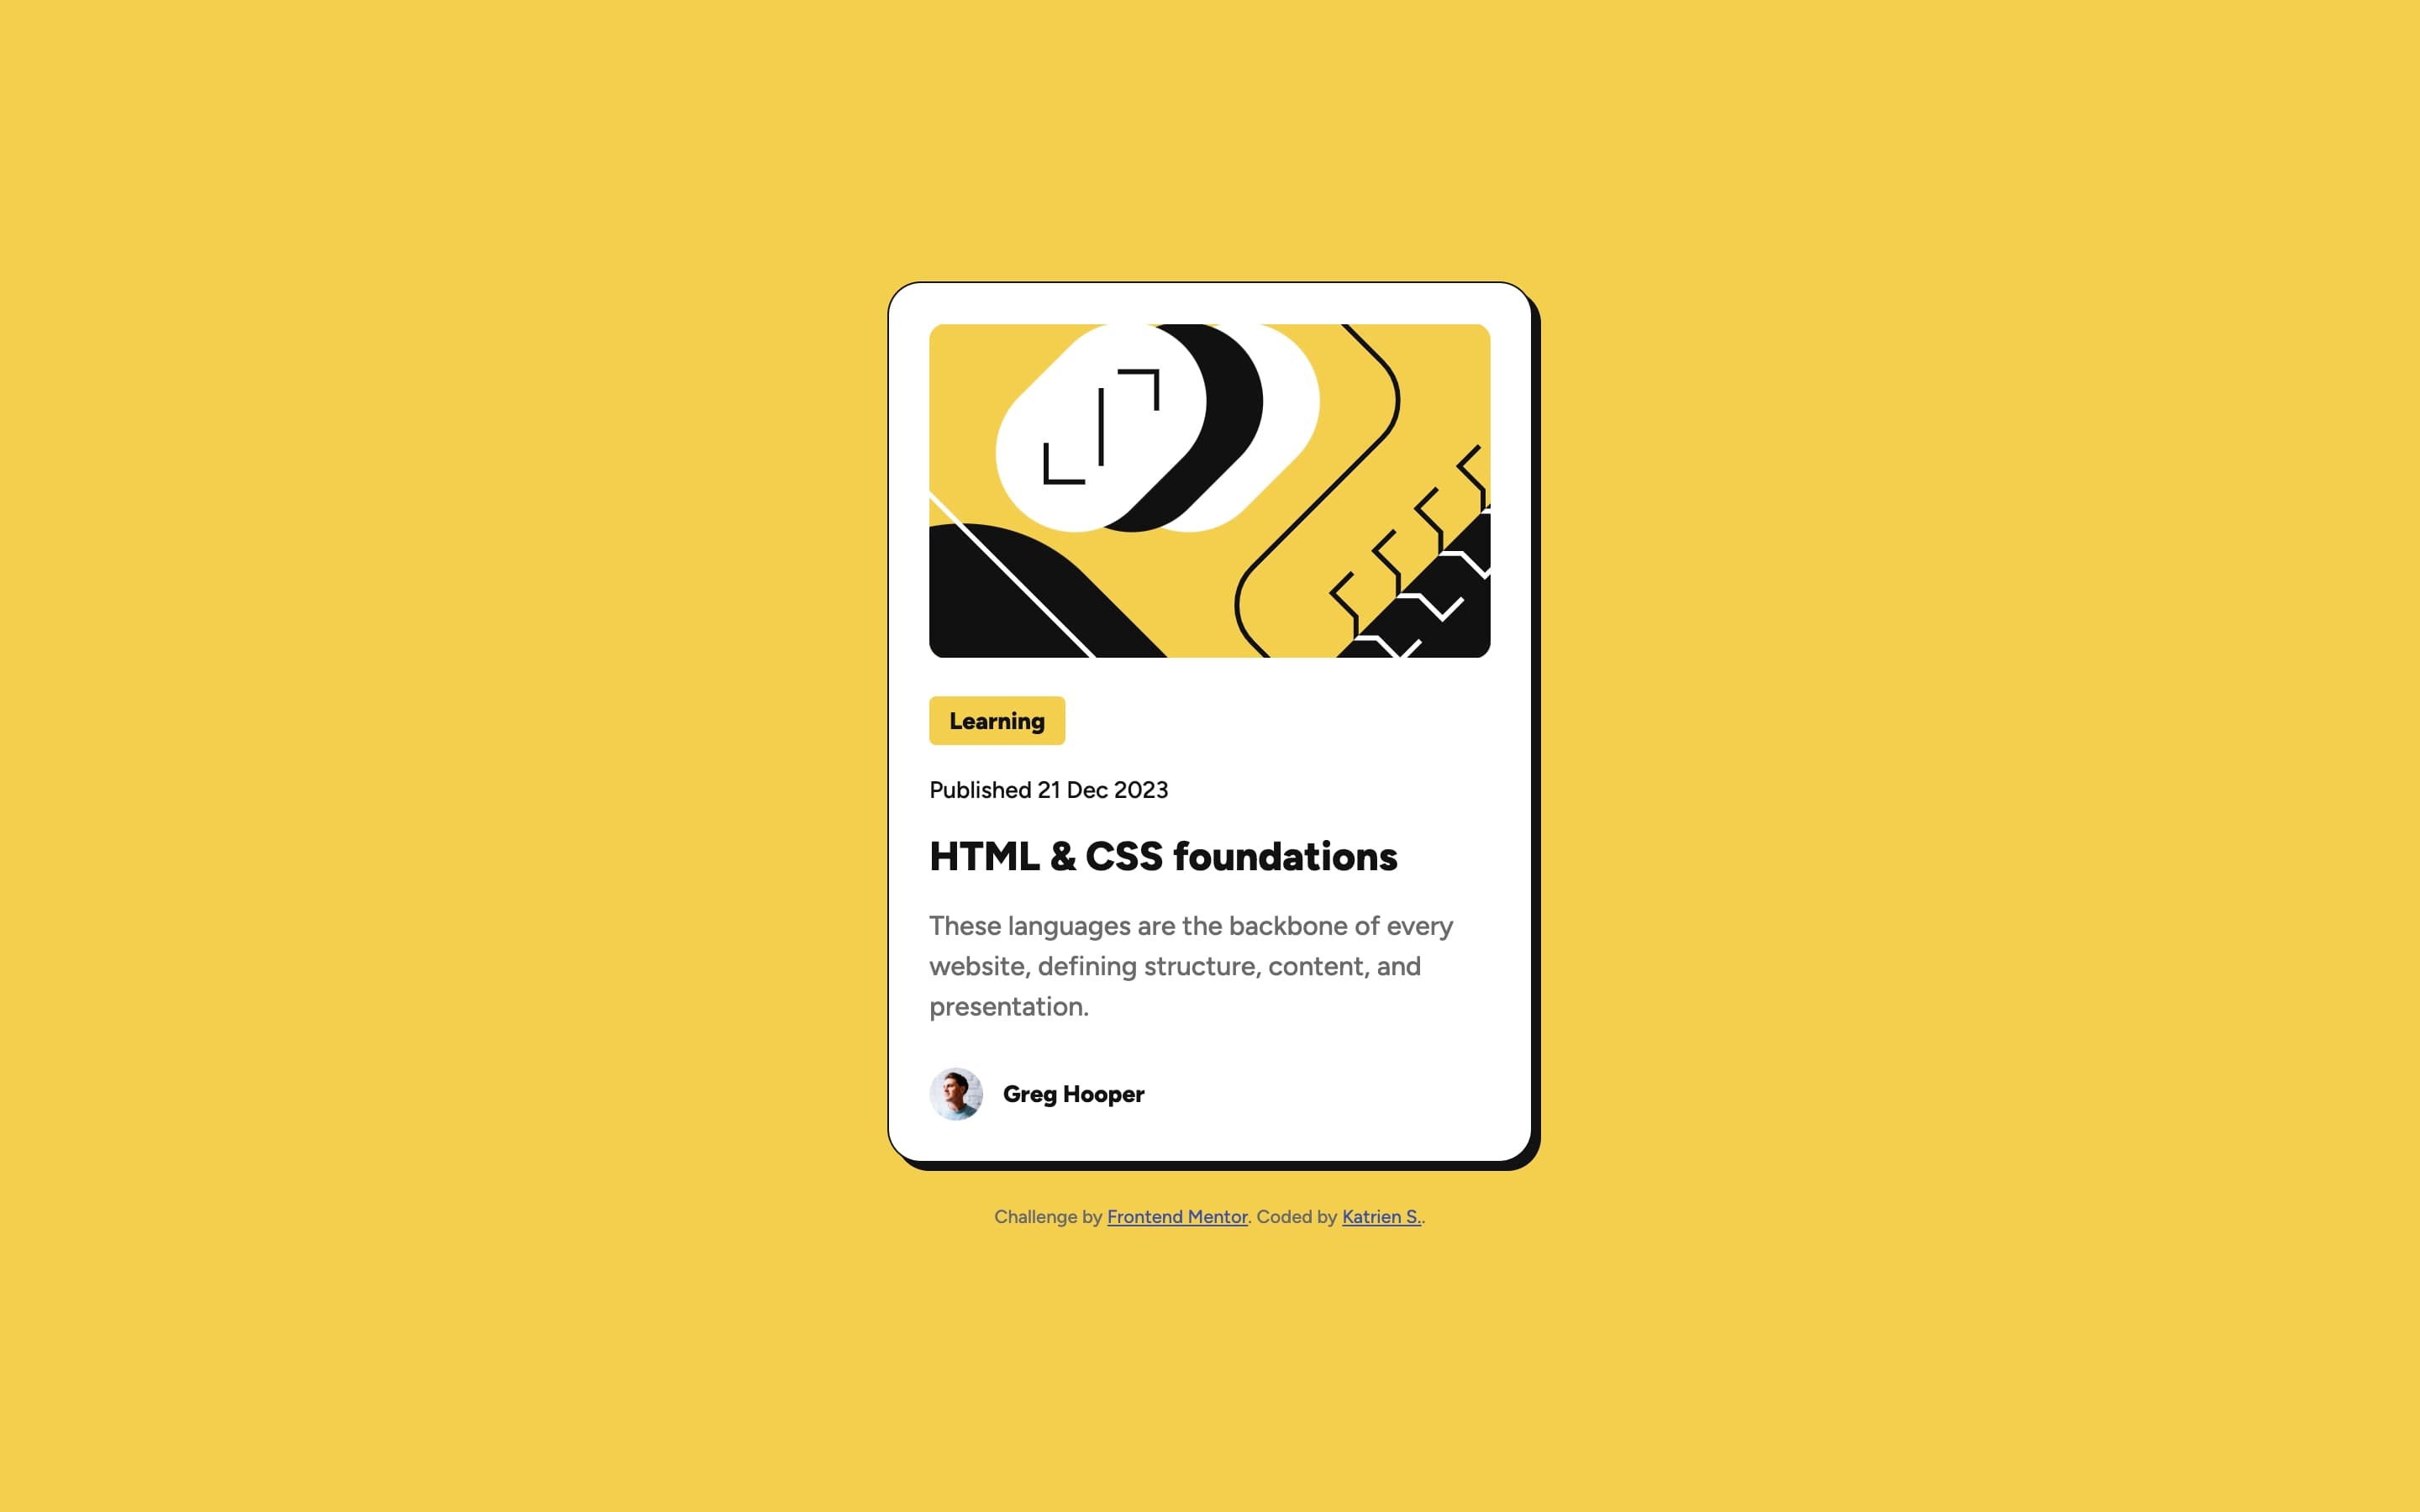 Learning
Published 21 Dec 2023
HTML & CSS foundations
These languages are the backbone of every
website, defining structure, content, and
presentation.
Greg Hooper
Challenge by Frontend Mentor. Coded by Katrien S..